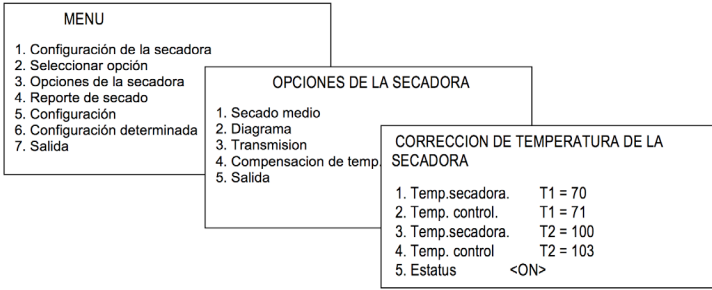 MENU
1. Configuración de la secadora
2. Seleccionar opción
3. Opciones de la secadora
4. Reporte de secado
5. Configuración
6. Configuración determinada
7. Salida
OPCIONES DE LA SECADORA
1. Secado medio
2. Diagrama
3. Transmision
4. Compensacion de temp.
5. Salida
CORRECCION DE TEMPERATURA DE LA
SECADORA
1. Temp.secadora. T1 = 70
2. Temp. control. T1 = 71
3. Temp.secadora. T2 = 100
4. Temp. control T2 = 103
5. Estatus <ON>